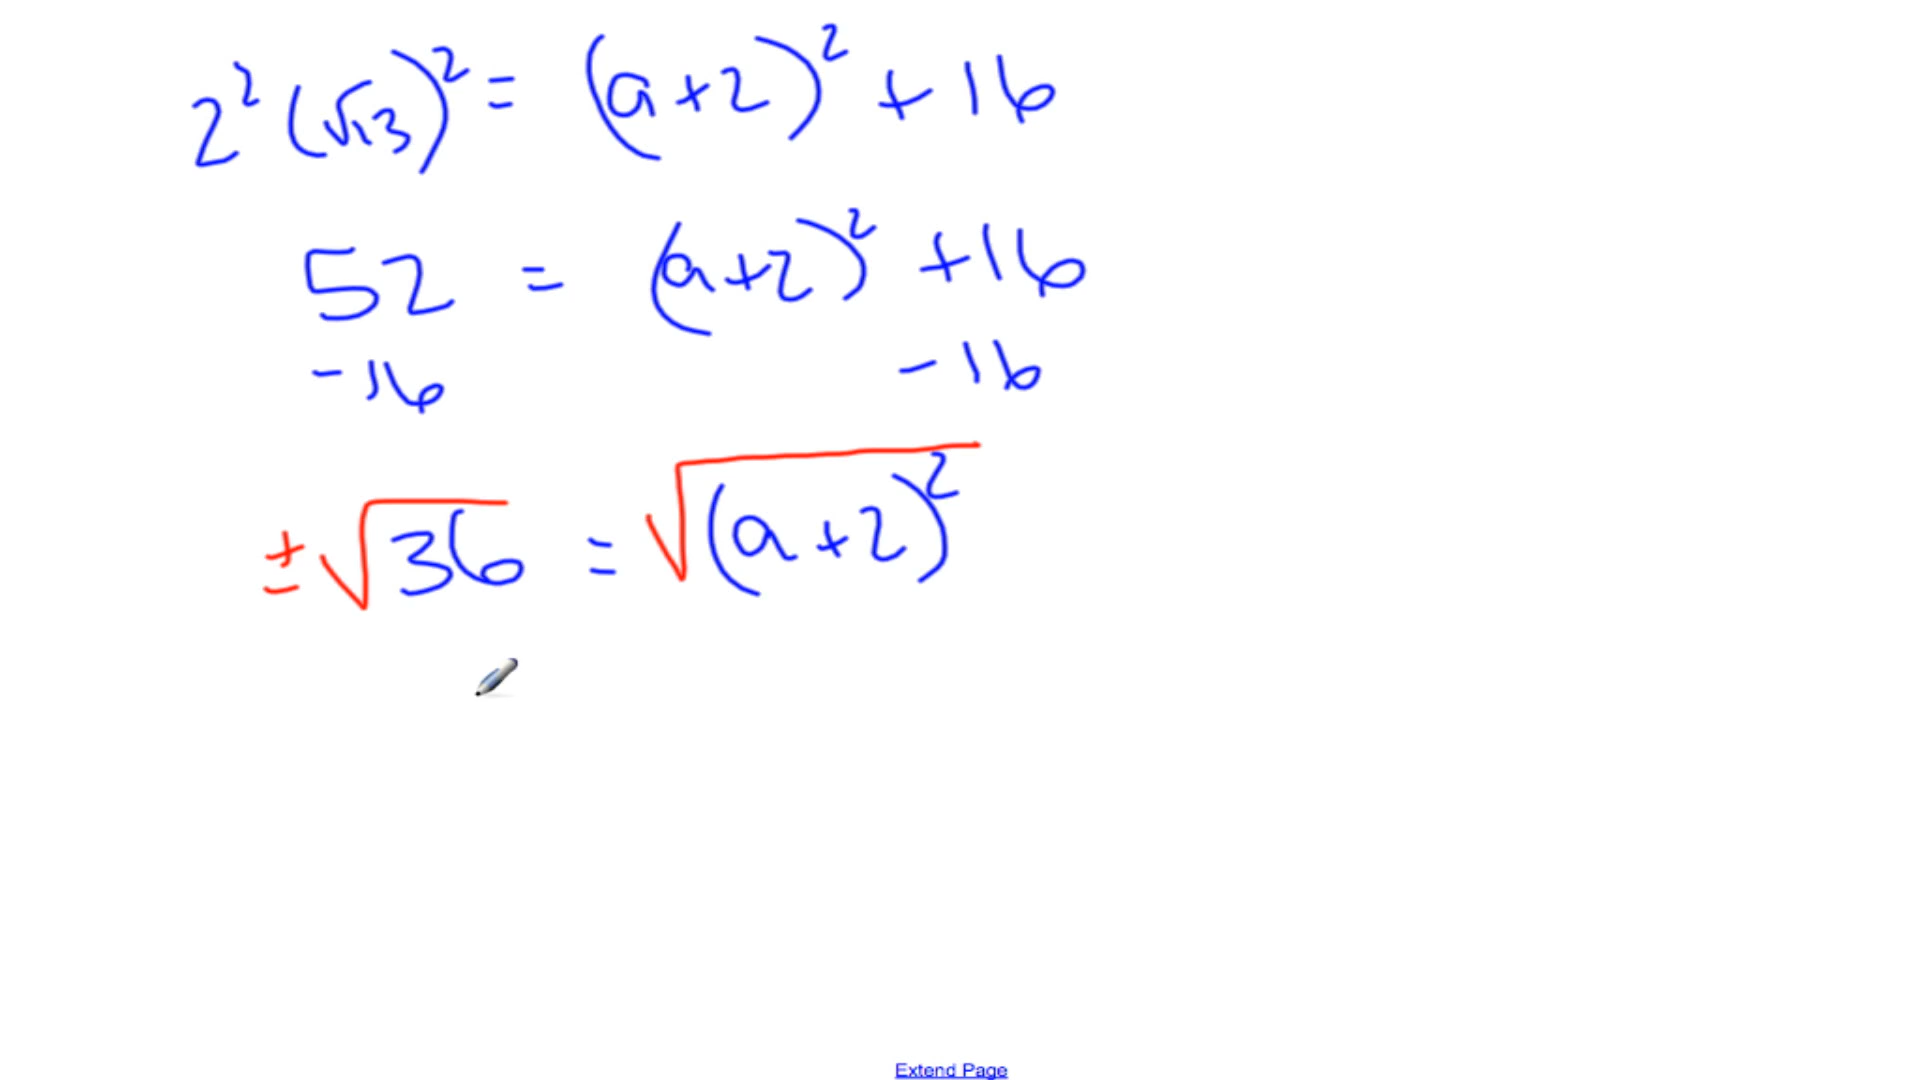 2² (√13)² = (a+2)² + 16
52 = (a+2)² + 16
-16 -16
±√36 = √(a+2)²
Extend Page